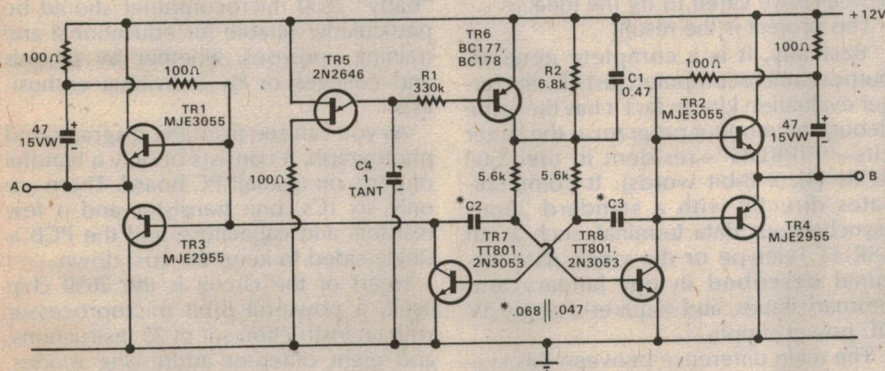 +12V
100Ω
100Ω
TR1
MJE3055
47
15VW
+
-
A
TR3
MJE2955
TR5
2N2646
100Ω
R1
330k
·1
TANT
+
-
TR6
BC177,
BC178
R2
6.8k
C1
0.47
5.6k
5.6k
*C2
*C3
TR7
TT801,
2N3053
TR8
TT801,
2N3053
* .068 .047
100Ω
TR2
MJE3055
100Ω
47
15VW
+
-
B
TR4
MJE2955